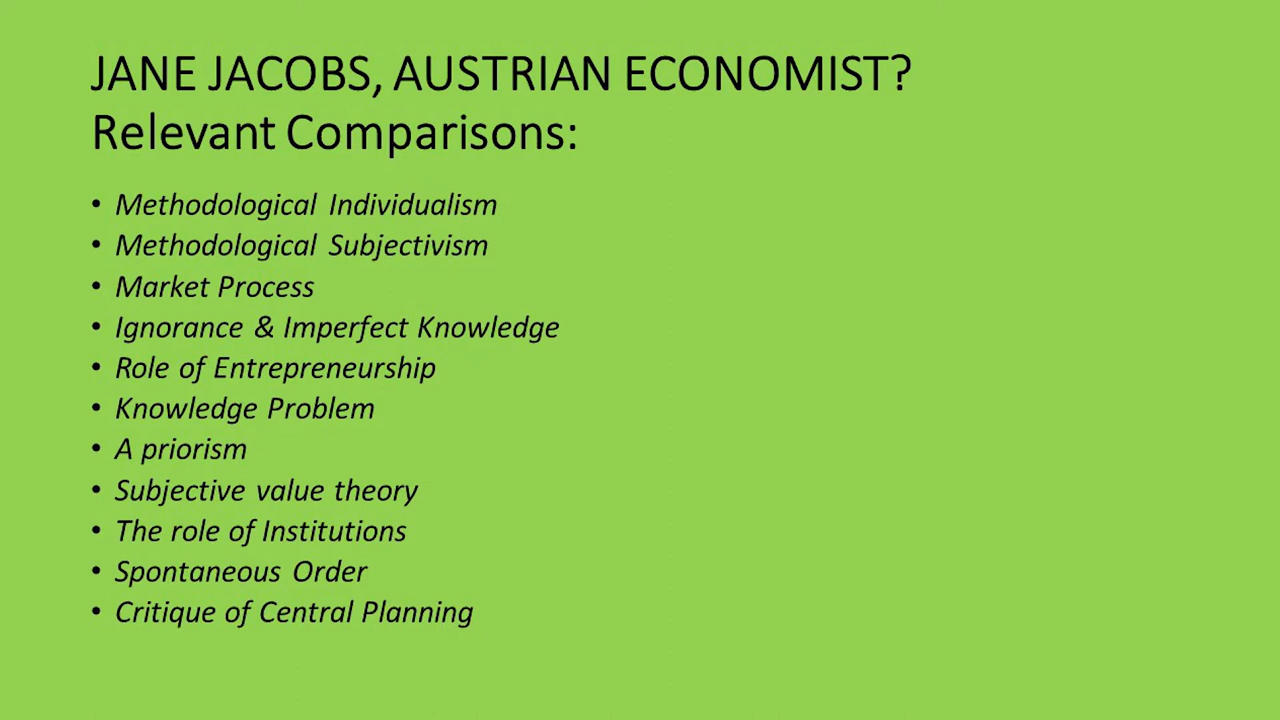 JANE JACOBS, AUSTRIAN ECONOMIST?
Relevant Comparisons:
• Methodological Individualism
• Methodological Subjectivism
• Market Process
• Ignorance & Imperfect Knowledge
• Role of Entrepreneurship
• Knowledge Problem
• A priorism
• Subjective value theory
• The role of Institutions
• Spontaneous Order
• Critique of Central Planning